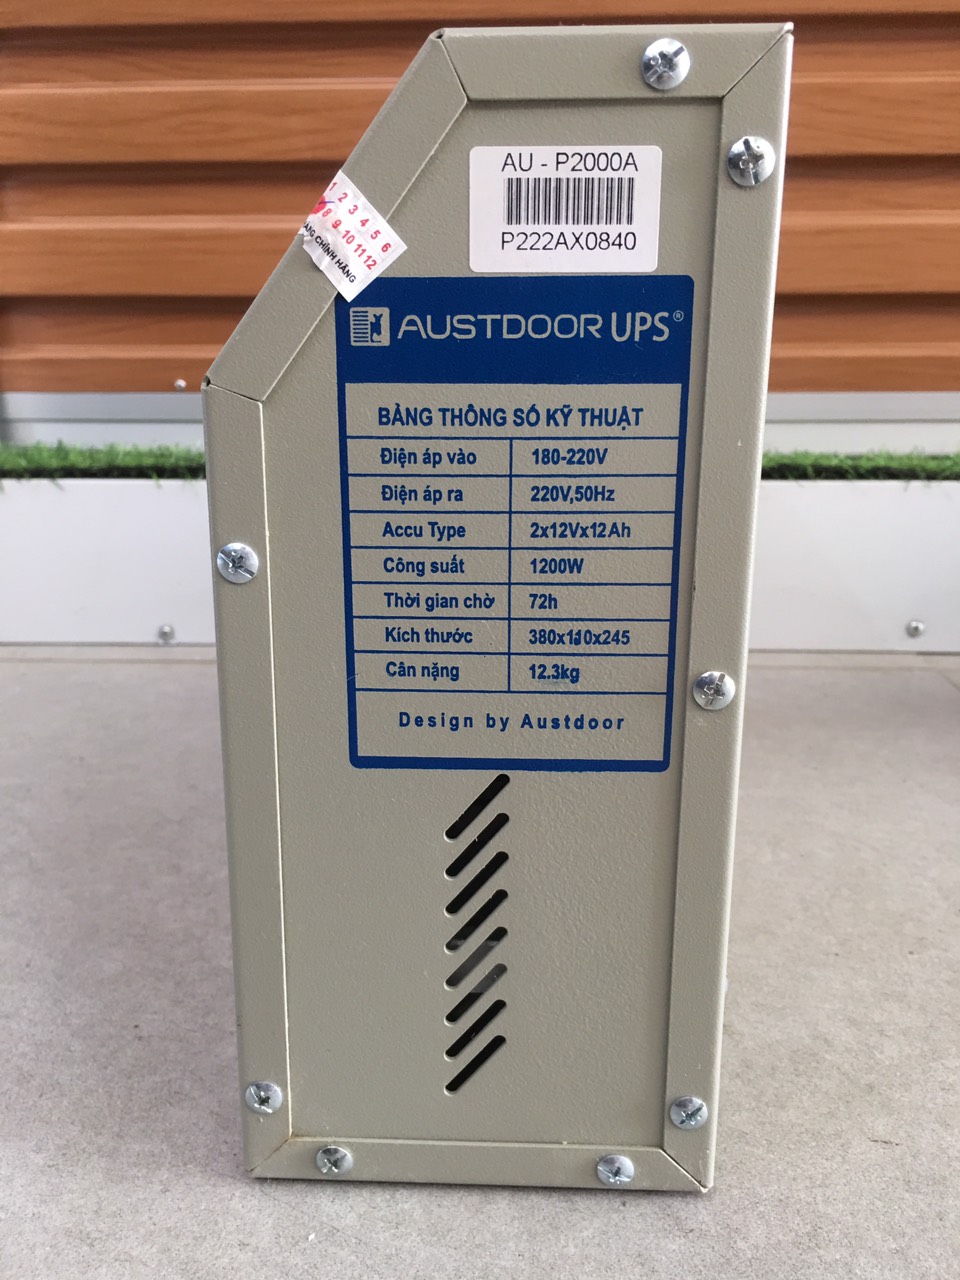 AU - P2000A
P222AX0840
1 2 3 4 5 6
8 9 10 11 12
CHÍNH HÃNG
AUSTDOOR UPS®
BẢNG THÔNG SỐ KỸ THUẬT
Điện áp vào 180-220V
Điện áp ra 220V,50Hz
Accu Type 2x12Vx12Ah
Công suất 1200W
Thời gian chờ 72h
Kích thước 380x110x245
Cân nặng 12.3kg
Design by Austdoor